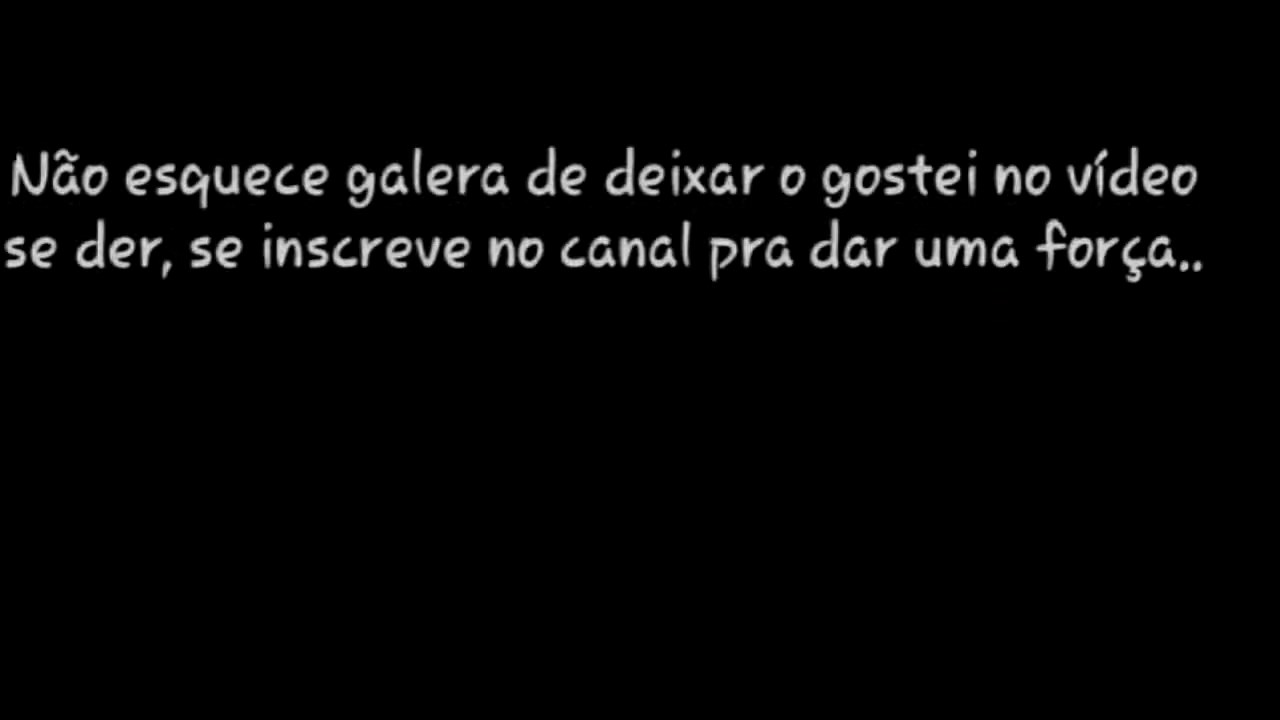 Não esquece galera de deixar o gostei no vídeo
se der, se inscreve no canal pra dar uma força..